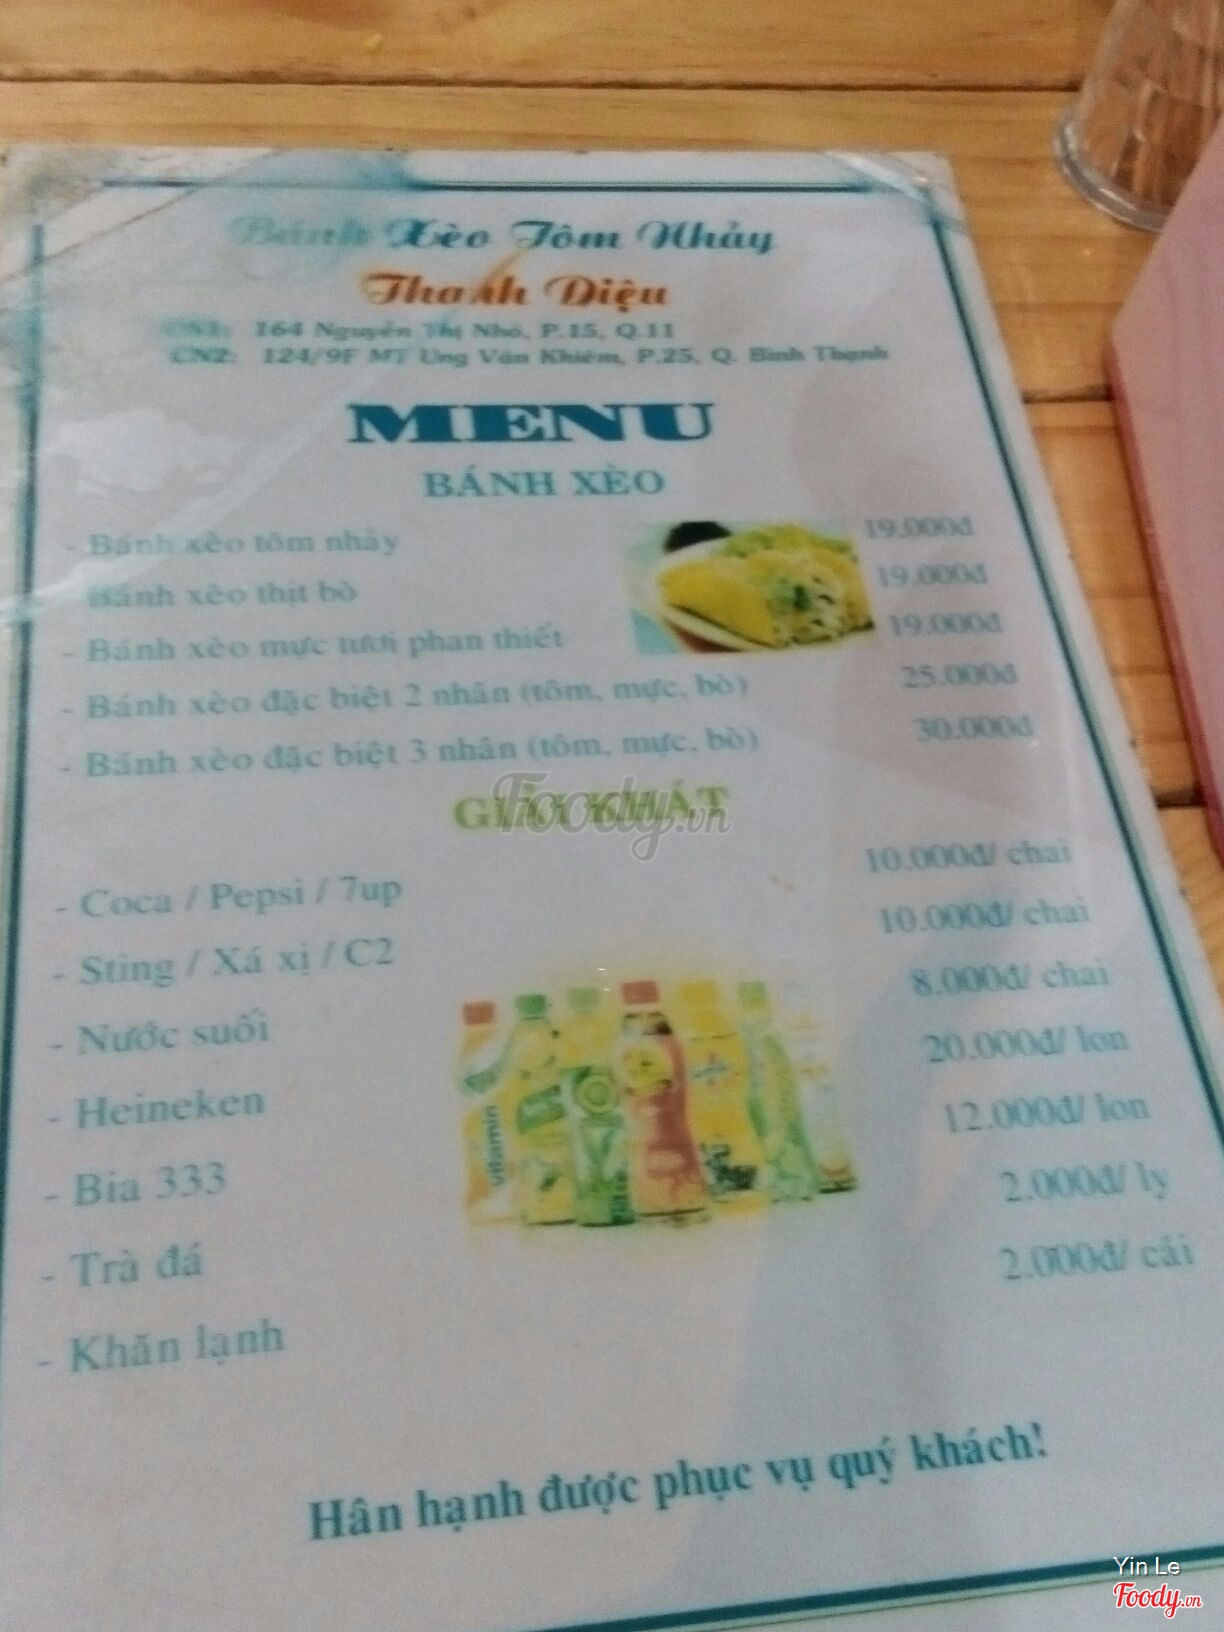 Bánh Xèo Tôm Nhảy
Thanh Diệu
CN1: 164 Nguyễn Thị Nhỏ, P.15, Q.11
CN2: 124/9F MT Ung Văn Khiêm, P.25, Q. Bình Thạnh
MENU
BÁNH XÈO
- Bánh xèo tôm nhảy 19.000đ
Bánh xèo thịt bò 19.000đ
- Bánh xèo mực tươi phan thiết 19.000đ
- Bánh xèo đặc biệt 2 nhân (tôm, mực, bò) 25.000đ
- Bánh xèo đặc biệt 3 nhân (tôm, mực, bò) 30.000đ
GIẢI KHÁT
Foody.vn
- Coca / Pepsi / 7up 10.000đ/ chai
- Sting / Xá xị / C2 10.000đ/ chai
- Nước suối 8.000đ/ chai
- Heineken 20.000đ/ lon
- Bia 333 12.000đ/ lon
- Trà đá 2.000đ/ ly
- Khăn lạnh 2.000đ/ cái
vitamin
Hân hạnh được phục vụ quý khách!
Yin Le
Foody.vn